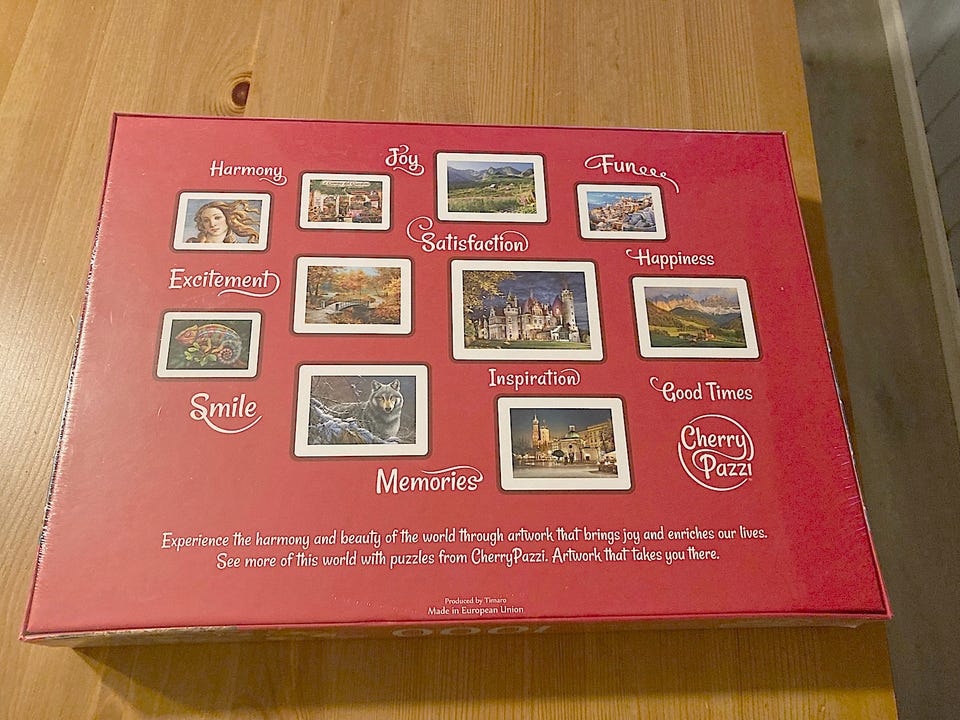 Harmony
Joy
Funeee
Satisfaction
Happiness
Excitement
Inspiration
Good Times
Smile
Cherry
Pazzi
Memories
Experience the harmony and beauty of the world through artwork that brings joy and enriches our lives.
See more of this world with puzzles from CherryPazzi. Artwork that takes you there.
Produced by Timaro
Made in European Union
1000